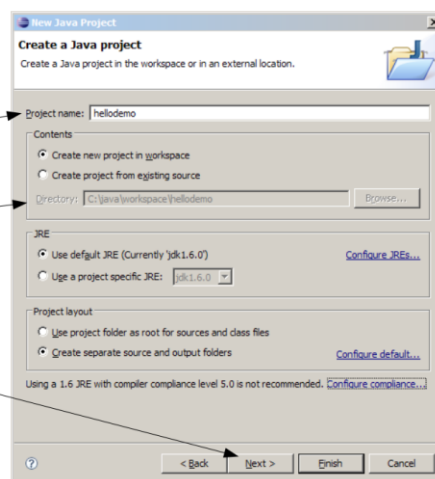 New Java Project
Create a Java project
Create a Java project in the workspace or in an external location.
Project name: hellodemo
Contents
Create new project in workspace
Create project from existing source
Directory: C:\java\workspace\hellodemo Browse...
JRE
Use default JRE (Currently 'jdk1.6.0') Configure JREs...
Use a project specific JRE: jdk1.6.0
Project layout
Use project folder as root for sources and class files
Create separate source and output folders Configure default...
Using a 1.6 JRE with compiler compliance level 5.0 is not recommended. Configure compliance...
? < Back Next > Finish Cancel